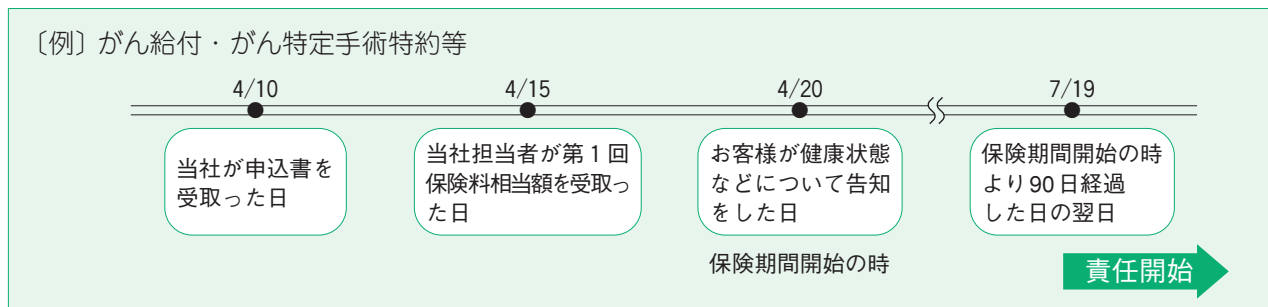 〔例〕がん給付・がん特定手術特約等
4/10
4/15
4/20
7/19
当社が申込書を
受取った日
当社担当者が第１回
保険料相当額を受取っ
た日
お客様が健康状態
などについて告知
をした日
保険期間開始の時
より90日経過
した日の翌日
保険期間開始の時
責任開始